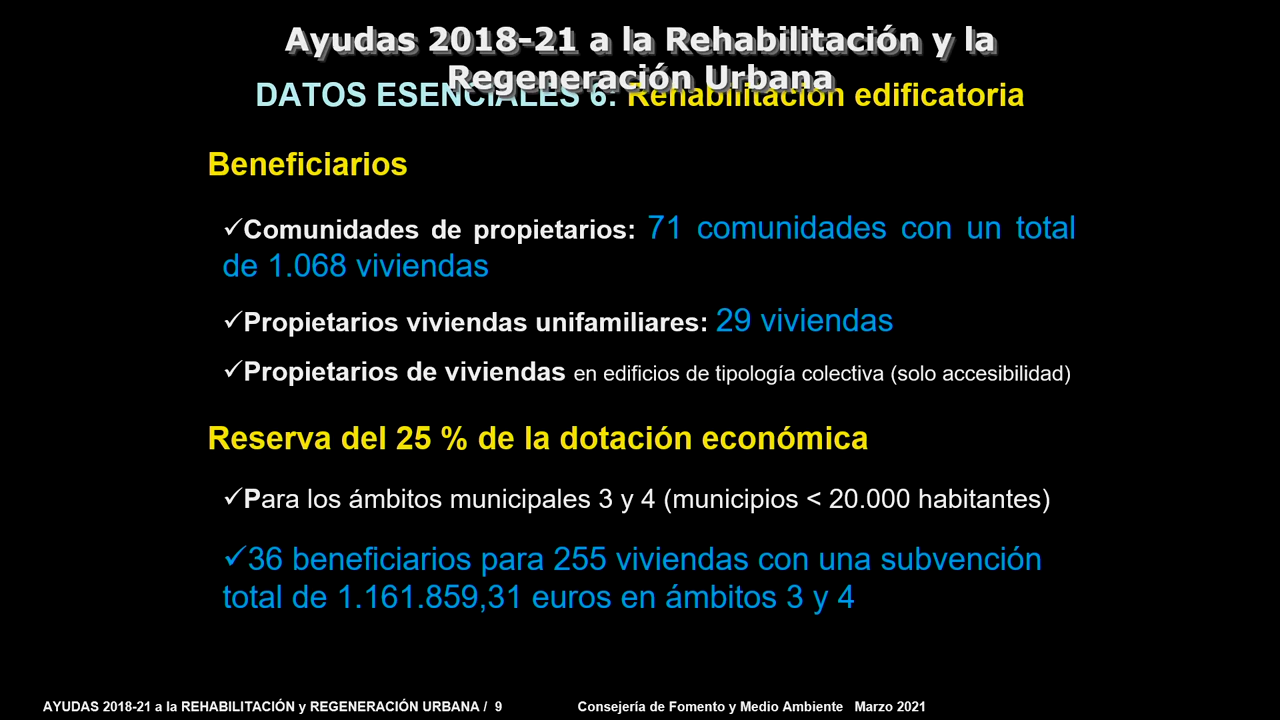 Ayudas 2018-21 a la Rehabilitación y la
Regeneración Urbana
DATOS ESENCIALES 6: Rehabilitación edificatoria
Beneficiarios
✓Comunidades de propietarios: 71 comunidades con un total
de 1.068 viviendas
✓Propietarios viviendas unifamiliares: 29 viviendas
✓Propietarios de viviendas en edificios de tipología colectiva (solo accesibilidad)
Reserva del 25 % de la dotación económica
✓Para los ámbitos municipales 3 y 4 (municipios < 20.000 habitantes)
✓36 beneficiarios para 255 viviendas con una subvención
total de 1.161.859,31 euros en ámbitos 3 y 4
AYUDAS 2018-21 a la REHABILITACIÓN y REGENERACIÓN URBANA / 9 Consejería de Fomento y Medio Ambiente Marzo 2021